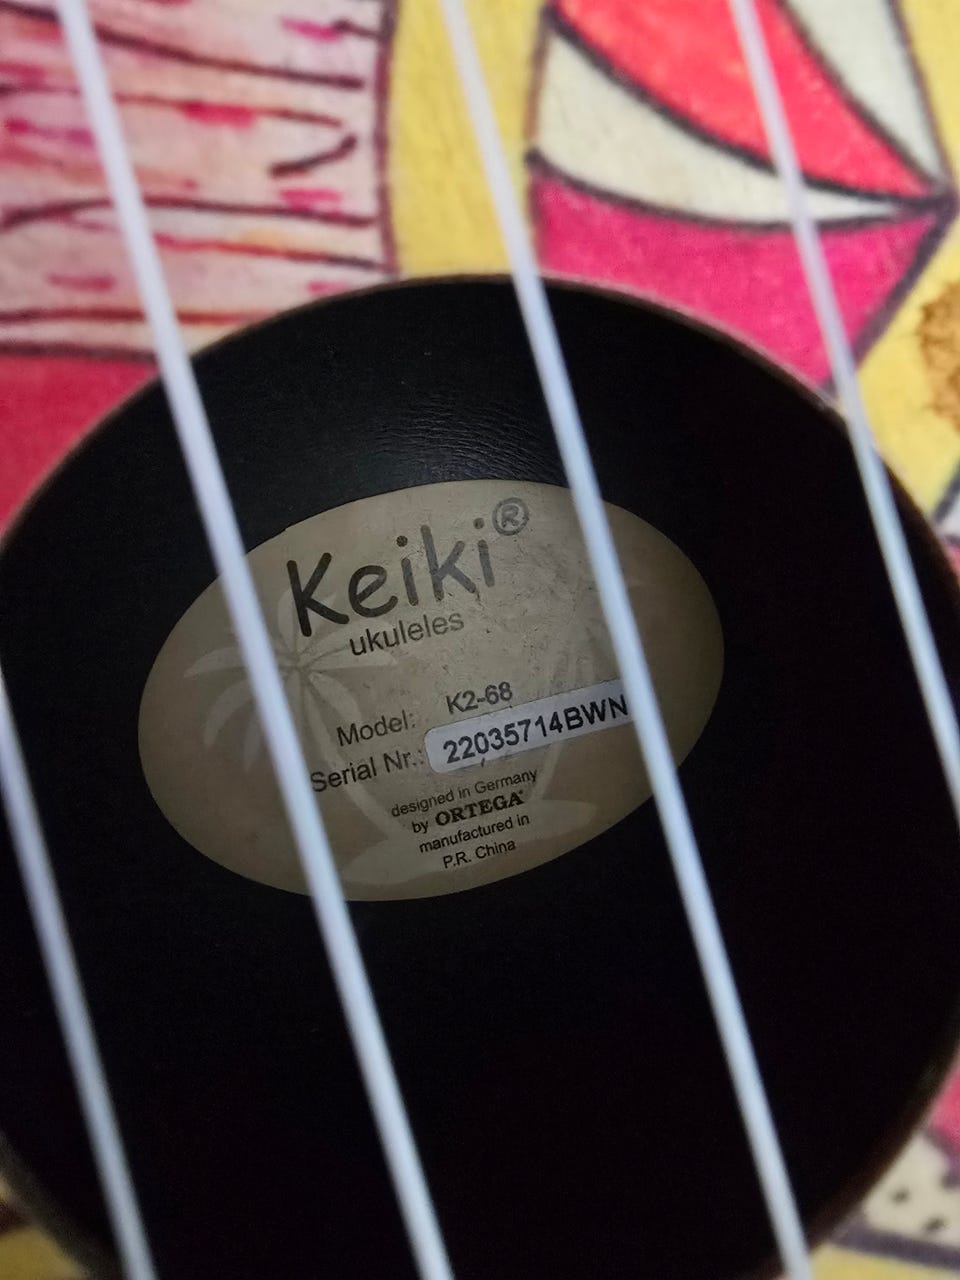 Keiki®
ukuleles
Model: K2-68
Serial Nr.: 22035714BWN
designed in Germany
by ORTEGA®
manufactured in
P.R. China